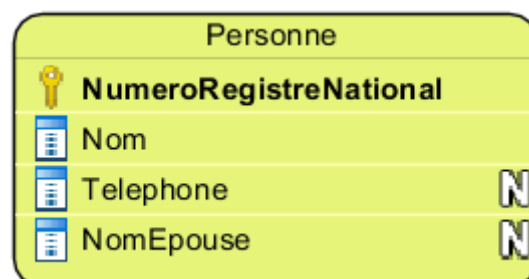 Personne
NumeroRegistreNational
Nom
Telephone N
NomEpouse N